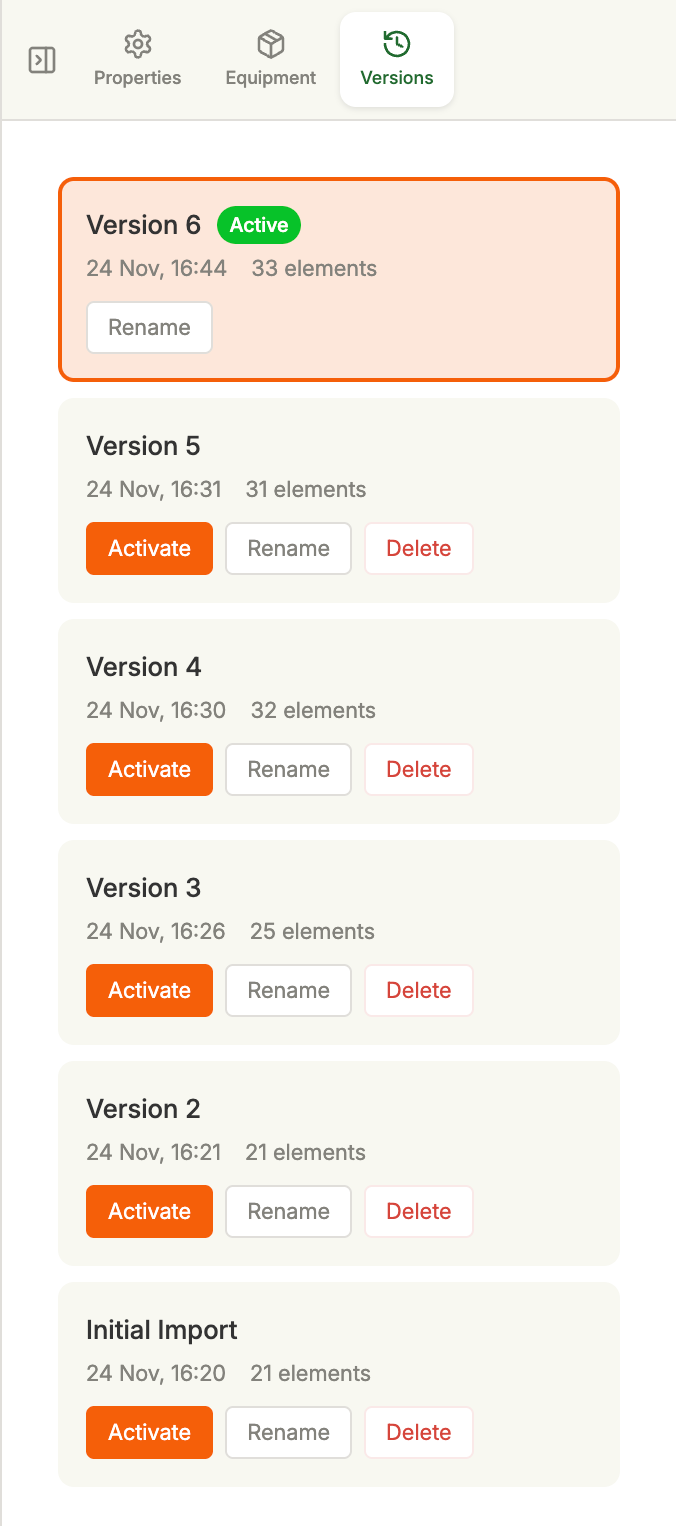 Properties
Equipment
Versions
Version 6 Active
24 Nov, 16:44 33 elements
Rename
Version 5
24 Nov, 16:31 31 elements
Activate Rename Delete
Version 4
24 Nov, 16:30 32 elements
Activate Rename Delete
Version 3
24 Nov, 16:26 25 elements
Activate Rename Delete
Version 2
24 Nov, 16:21 21 elements
Activate Rename Delete
Initial Import
24 Nov, 16:20 21 elements
Activate Rename Delete